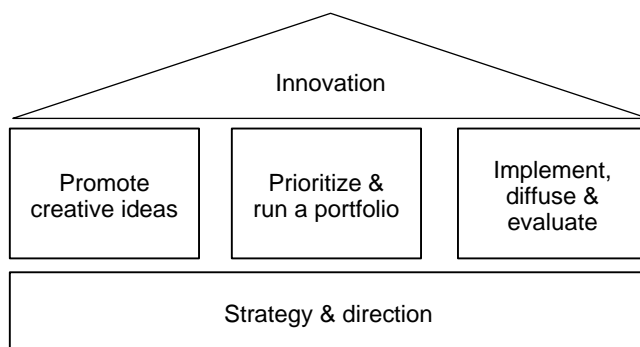 Innovation
Promote
creative ideas
Prioritize &
run a portfolio
Implement,
diffuse &
evaluate
Strategy & direction